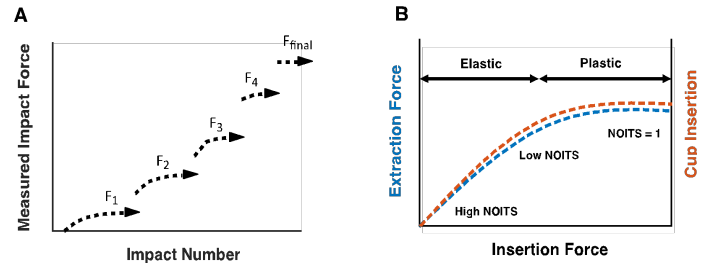 A
Measured Impact Force
F1
F2
F3
F4
Ffinal
Impact Number
B
Extraction Force
Elastic
Plastic
NOITS = 1
Low NOITS
High NOITS
Cup Insertion
Insertion Force